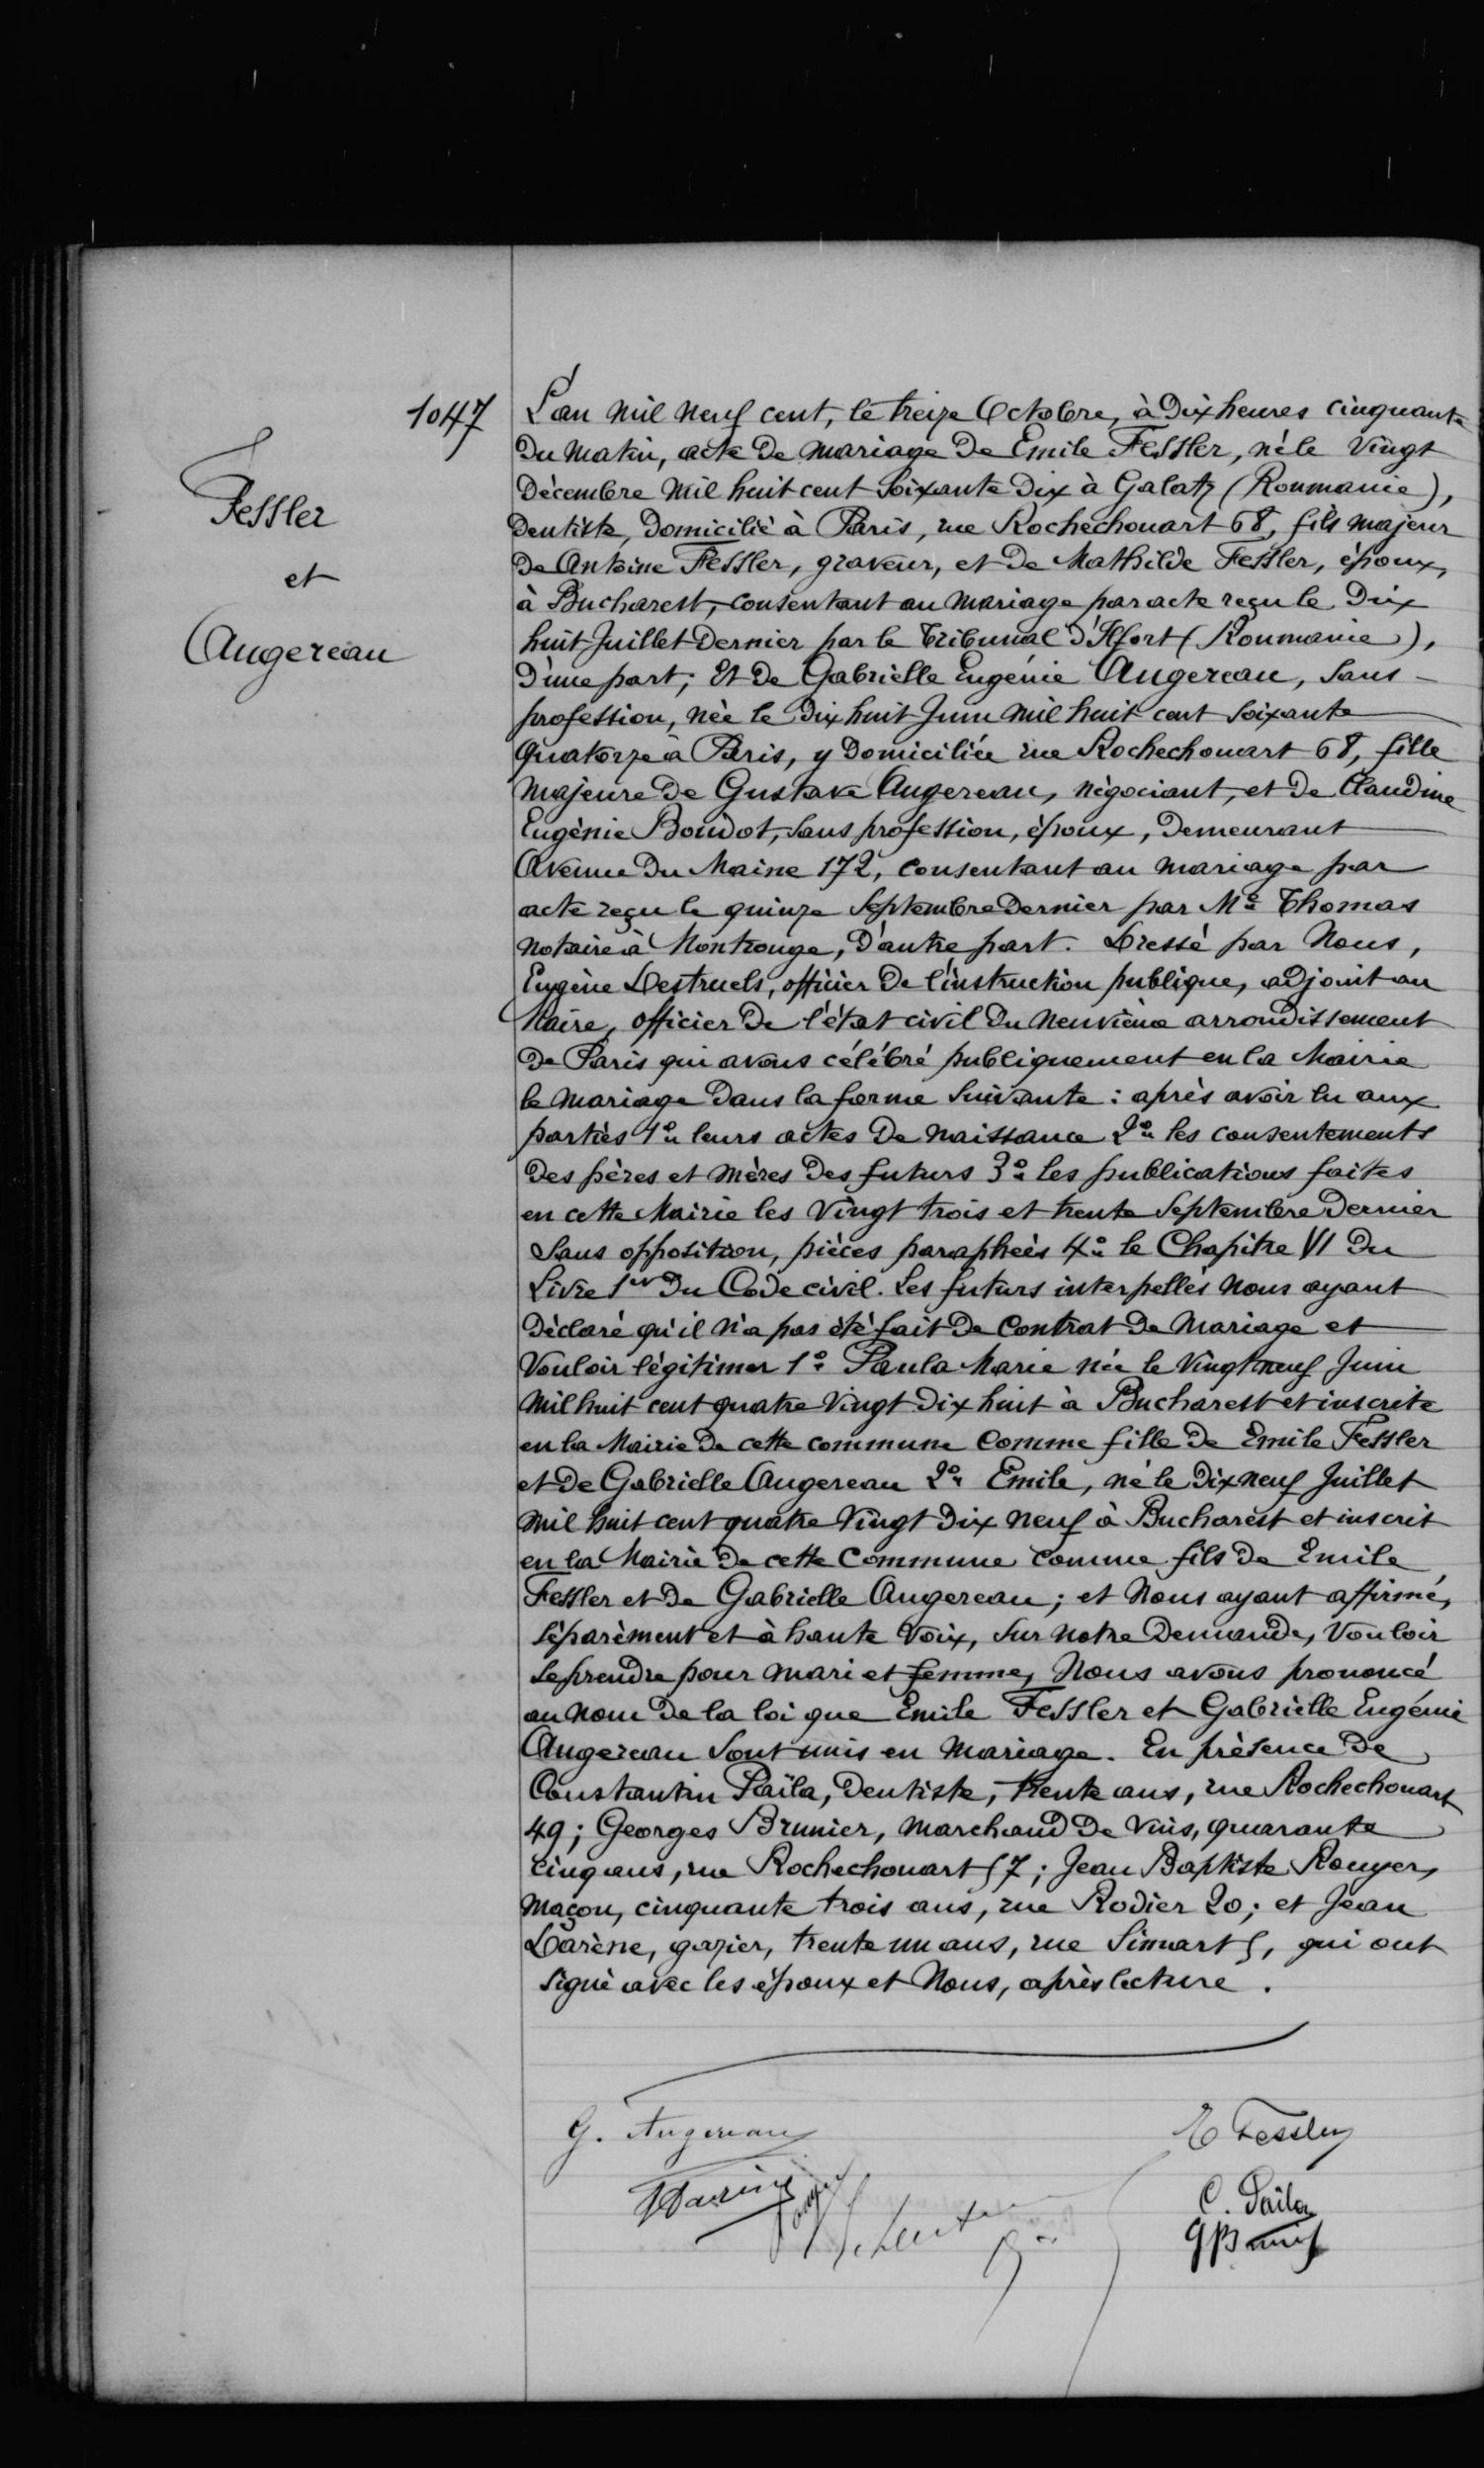 1047
Fessler
et
Augereau
L'an mil neuf cent, le treize Octobre, à dix heures cinquante
du matin, acte de mariage de Emile Fessler, né le vingt
décembre mil huit cent soixante dix à Galatz (Roumanie),
dentiste, domicilié à Paris, rue Rochechouart 68, fils majeur
de Antoine Fessler, graveur, et de Mathilde Fessler, époux,
à Bucharest, consentant au mariage par acte reçu le dix
huit Juillet dernier par le tribunal d'Ilfort (Roumanie),
d'une part; Et de Gabrielle Eugénie Augereau, sans
profession, née le dix huit Juin mil huit cent soixante
quatorze à Paris, y domiciliée rue Rochechouart 68, fille
majeure de Gustave Augereau, négociant, et de Claudine
Eugénie Boudot, sans profession, époux, demeurant
Avenue du Maine 172, consentant au mariage par
acte reçu le quinze Septembre dernier par Me Thomas
notaire à Montrouge, d'autre part. Dressé par Nous,
Eugène Destruels, officier de l'instruction publique, adjoint au
Maire, officier de l'état civil du neuvième arrondissement
de Paris qui avons célébré publiquement en la Mairie
le mariage dans la forme suivante : après avoir lu aux
parties 1° leurs actes de naissance 2° les consentements
des pères et mères des futurs 3° les publications faites
en cette Mairie les vingt trois et trente Septembre dernier
sans opposition, pièces paraphées 4° le Chapitre VI du
Livre 1er du Code civil. Les futurs interpellés nous ayant
déclaré qu'il n'a pas été fait de contrat de mariage et
vouloir légitimer 1° Paula Marie née le vingt neuf Juin
mil huit cent quatre vingt dix huit à Bucharest et inscrite
en la Mairie de cette commune comme fille de Emile Fessler
et de Gabrielle Augereau 2° Emile, né le dix neuf Juillet
mil huit cent quatre vingt dix neuf à Bucharest et inscrit
en la Mairie de cette commune comme fils de Emile
Fessler et de Gabrielle Augereau; et Nous ayant affirmé,
séparément et à haute voix, sur notre demande, vouloir
se prendre pour mari et femme, Nous avons prononcé
au nom de la loi que Emile Fessler et Gabrielle Eugénie
Augereau sont unis en mariage. En présence de
Constantin Païla, dentiste, trente ans, rue Rochechouart
49; Georges Brunier, marchand de vins, quarante
cinq ans, rue Rochechouart 57; Jean Baptiste Rouyer,
maçon, cinquante trois ans, rue Rodier 20; et Jean
Darène, gazier, trente un ans, rue Simart 5, qui ont
signé avec les époux et Nous, après lecture.
G. Augereau
E Fessler
C. Païla